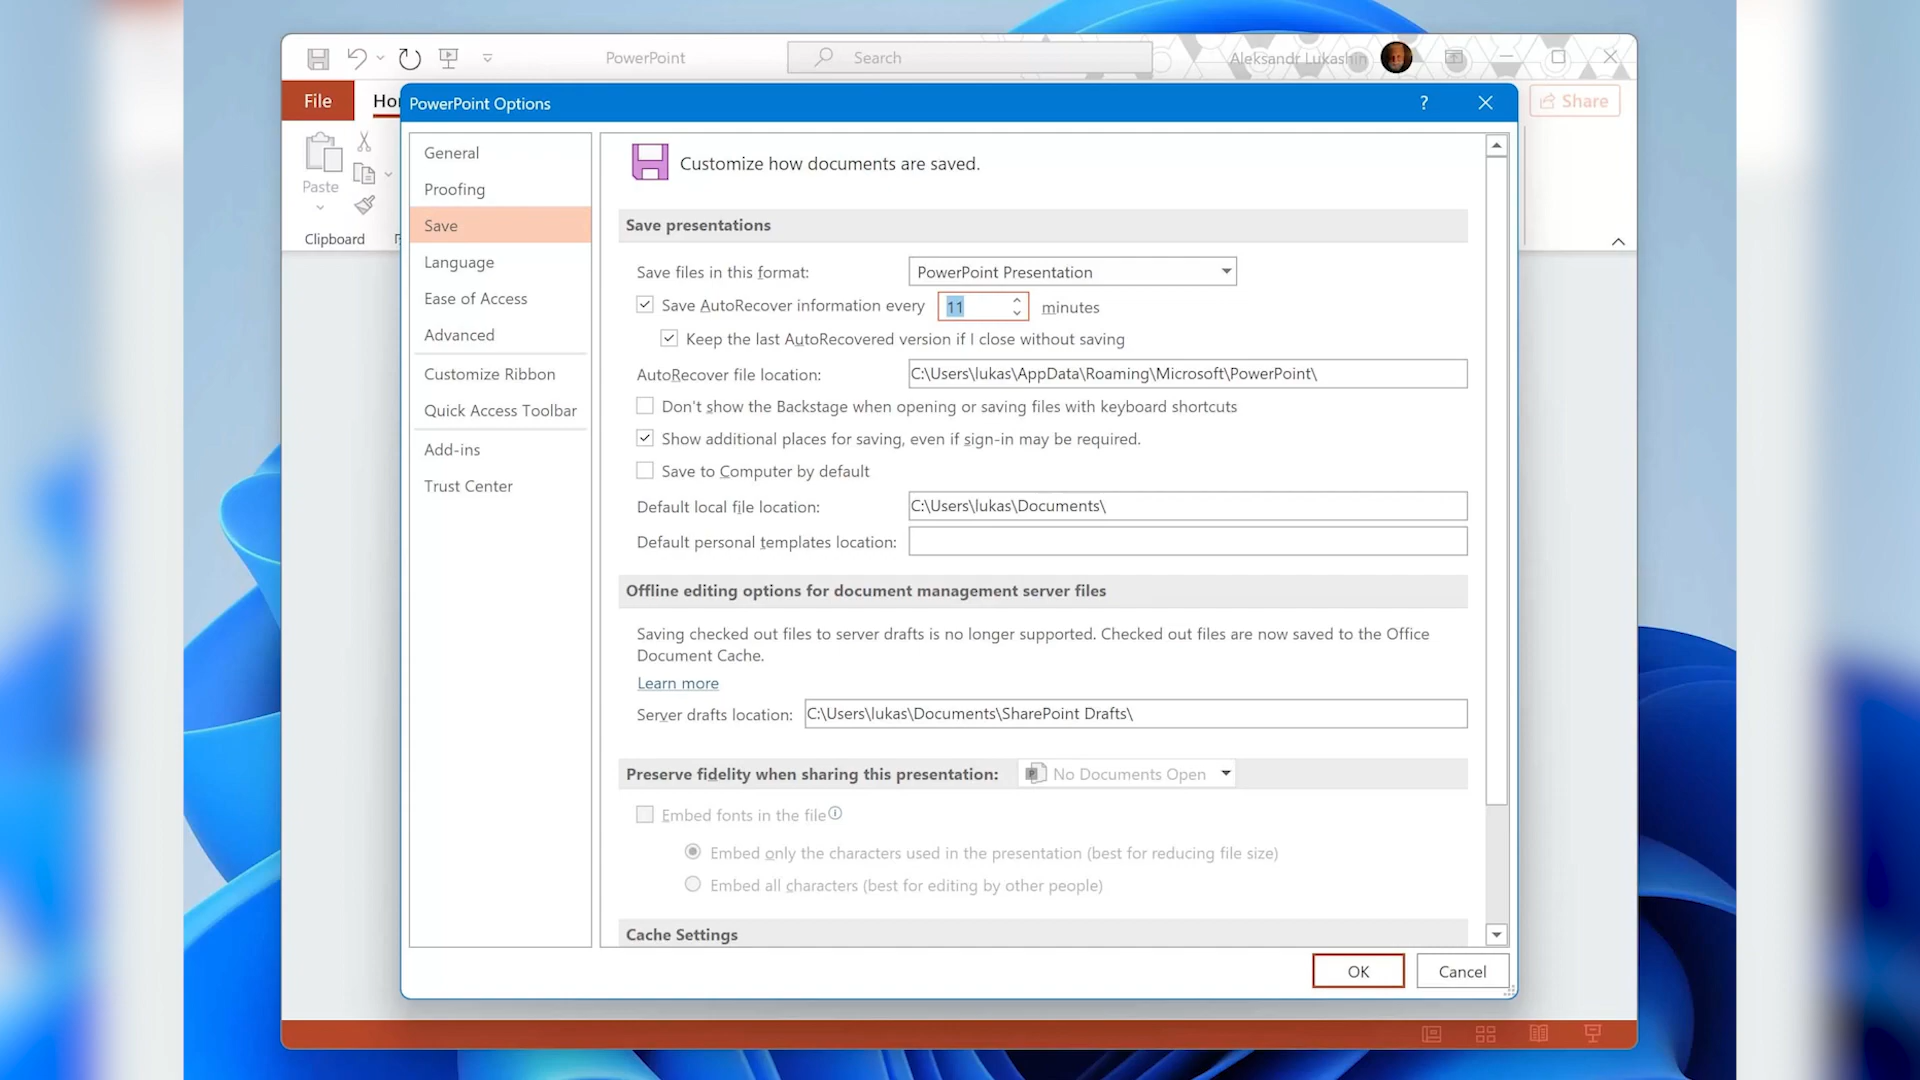 PowerPoint
Search
Aleksandr Lukashin
File
Ho
Share
PowerPoint Options
?
Paste
Clipboard
General
Proofing
Save
Language
Ease of Access
Advanced
Customize Ribbon
Quick Access Toolbar
Add-ins
Trust Center
Customize how documents are saved.
Save presentations
Save files in this format: PowerPoint Presentation
Save AutoRecover information every 11 minutes
Keep the last AutoRecovered version if I close without saving
AutoRecover file location: C:\Users\lukas\AppData\Roaming\Microsoft\PowerPoint\
Don't show the Backstage when opening or saving files with keyboard shortcuts
Show additional places for saving, even if sign-in may be required.
Save to Computer by default
Default local file location: C:\Users\lukas\Documents\
Default personal templates location:
Offline editing options for document management server files
Saving checked out files to server drafts is no longer supported. Checked out files are now saved to the Office
Document Cache.
Learn more
Server drafts location: C:\Users\lukas\Documents\SharePoint Drafts\
Preserve fidelity when sharing this presentation: No Documents Open
Embed fonts in the file
Embed only the characters used in the presentation (best for reducing file size)
Embed all characters (best for editing by other people)
Cache Settings
OK
Cancel